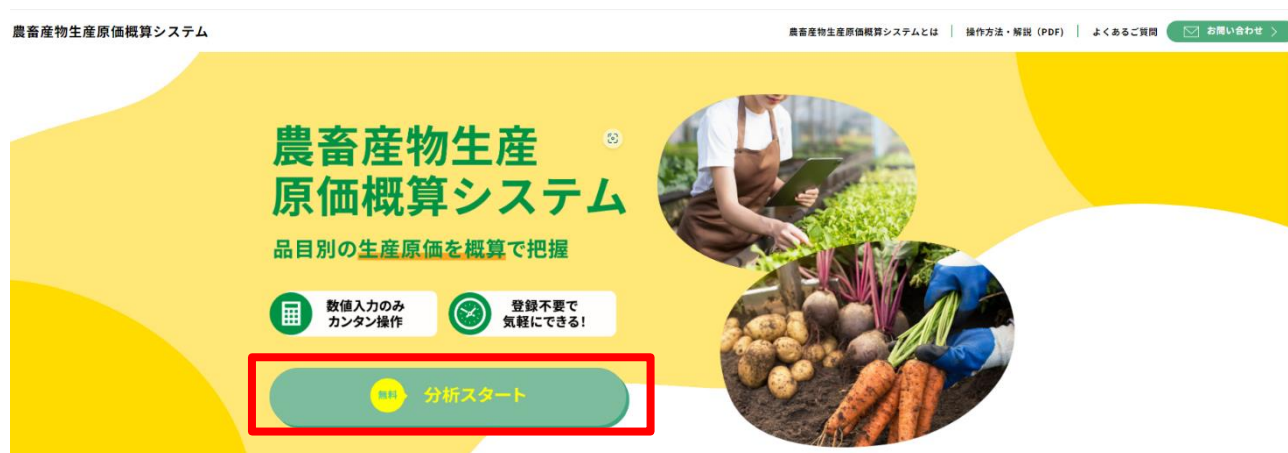 農畜産物生産原価概算システム
農畜産物生産原価概算システムとは
操作方法・解説（PDF）
よくあるご質問
お問い合わせ
農畜産物生産
原価概算システム
品目別の生産原価を概算で把握
数値入力のみ
カンタン操作
登録不要で
気軽にできる!
無料
分析スタート